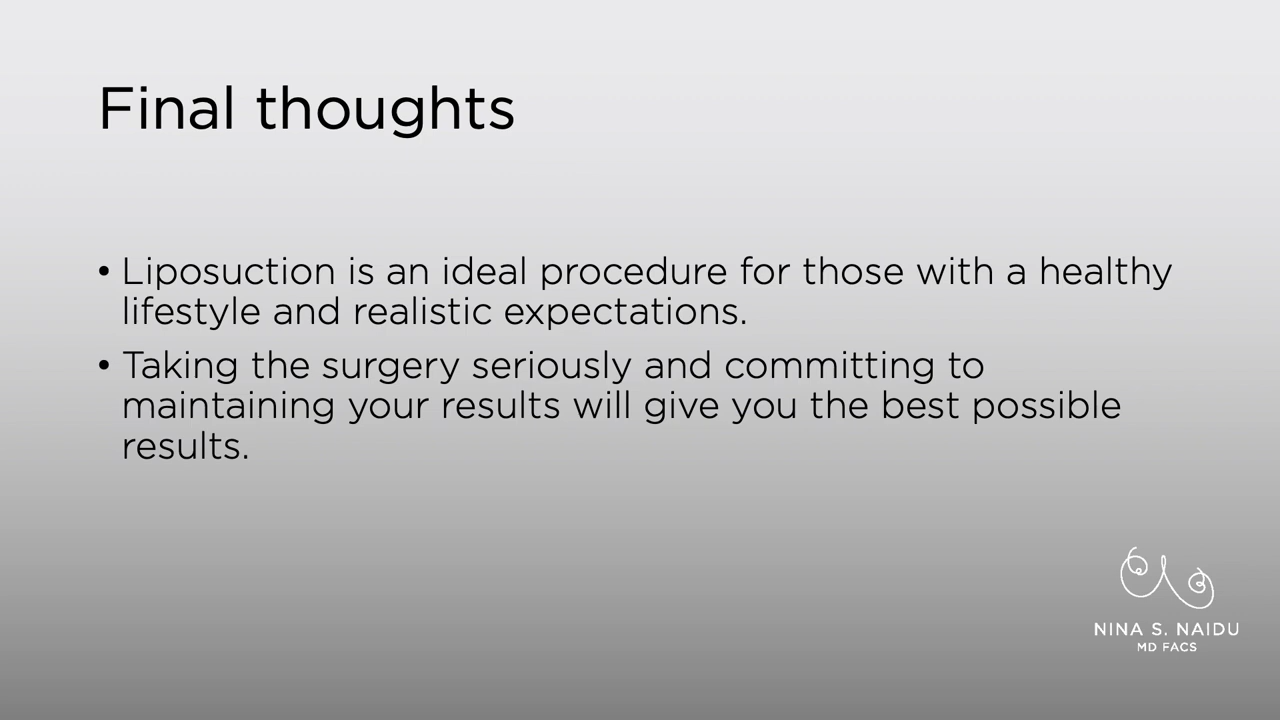 Final thoughts
• Liposuction is an ideal procedure for those with a healthy
lifestyle and realistic expectations.
• Taking the surgery seriously and committing to
maintaining your results will give you the best possible
results.
NINA S. NAIDU
MD FACS